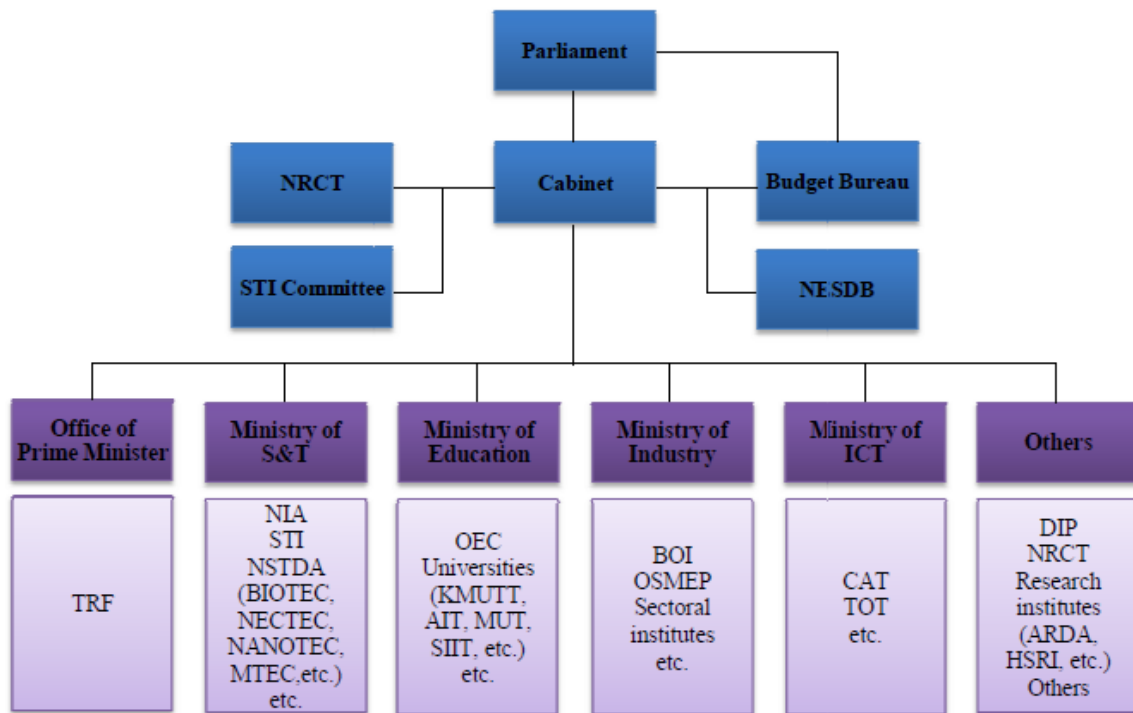 Parliament
NRCT
Cabinet
Budget Bureau
STI Committee
NESDB
Office of
Prime Minister
Ministry of
S&T
Ministry of
Education
Ministry of
Industry
Ministry of
ICT
Others
TRF
NIA
STI
NSTDA
(BIOTEC,
NECTEC,
NANOTEC,
MTEC,etc.)
etc.
OEC
Universities
(KMUTT,
AIT, MUT,
SIIT, etc.)
etc.
BOI
OSMEP
Sectoral
institutes
etc.
CAT
TOT
etc.
DIP
NRCT
Research
institutes
(ARDA,
HSRI, etc.)
Others